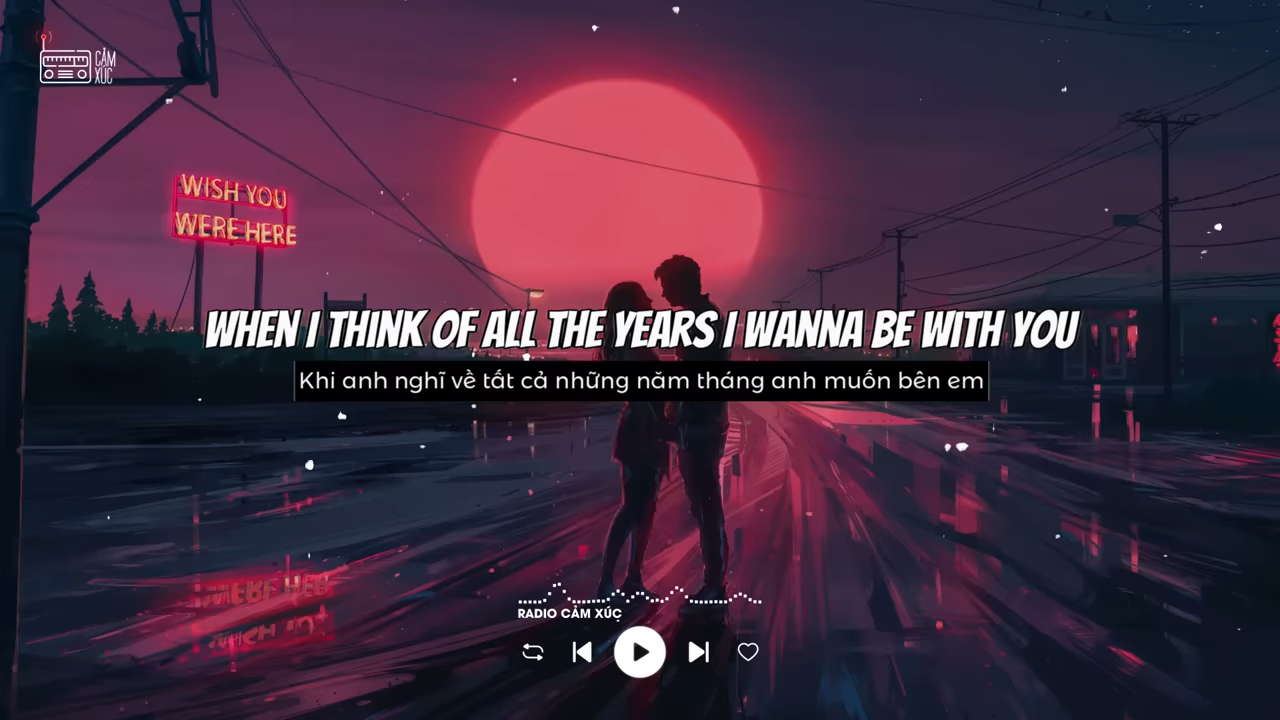 CẢM
XÚC
WISH YOU
WERE HERE
WHEN I THINK OF ALL THE YEARS I WANNA BE WITH YOU
Khi anh nghĩ về tất cả những năm tháng anh muốn bên em
RADIO CẢM XÚC